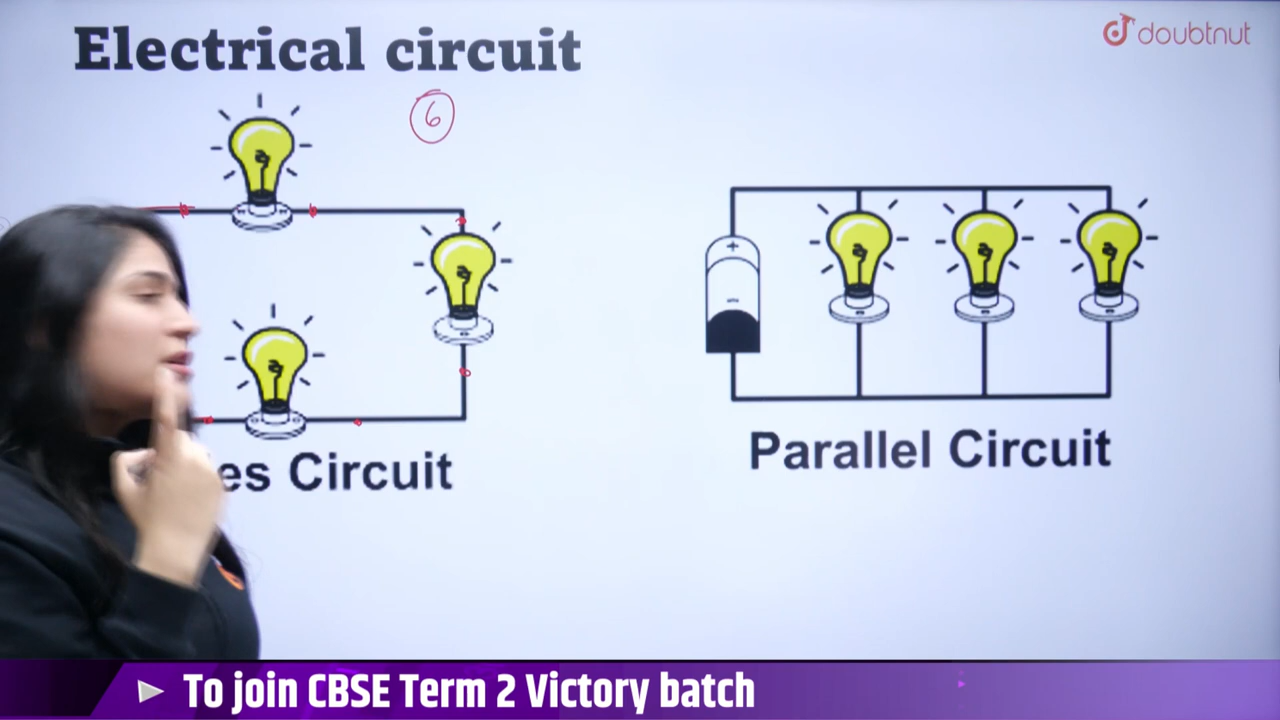 Electrical circuit
doubtnut
6
+
-
es Circuit
Parallel Circuit
To join CBSE Term 2 Victory batch